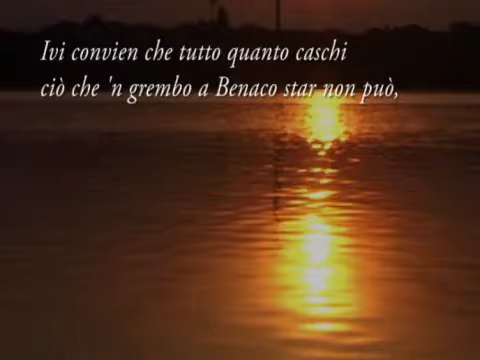 Ivi convien che tutto quanto caschi
ciò che 'n grembo a Benaco star non può,